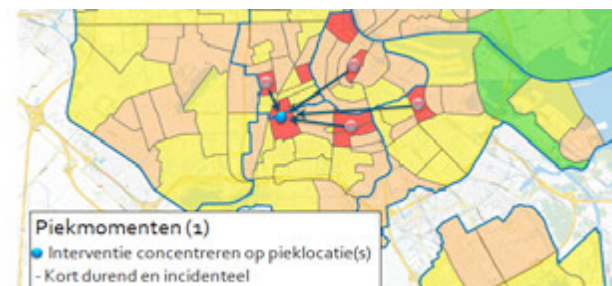 Piekmomenten (1)
Interventie concentreren op pieklocatie(s)
- Kort durend en incidenteel